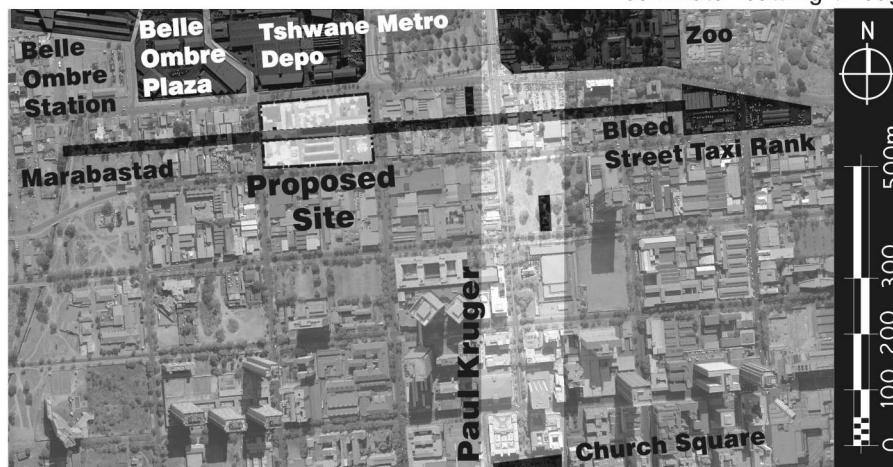 Belle
Ombre
Station
Belle
Ombre
Plaza
Tshwane Metro
Depo
Zoo
N
Marabastad
Proposed
Site
Bloed
Street Taxi Rank
Paul Kruger
Church Square
500m
300
200
100
0